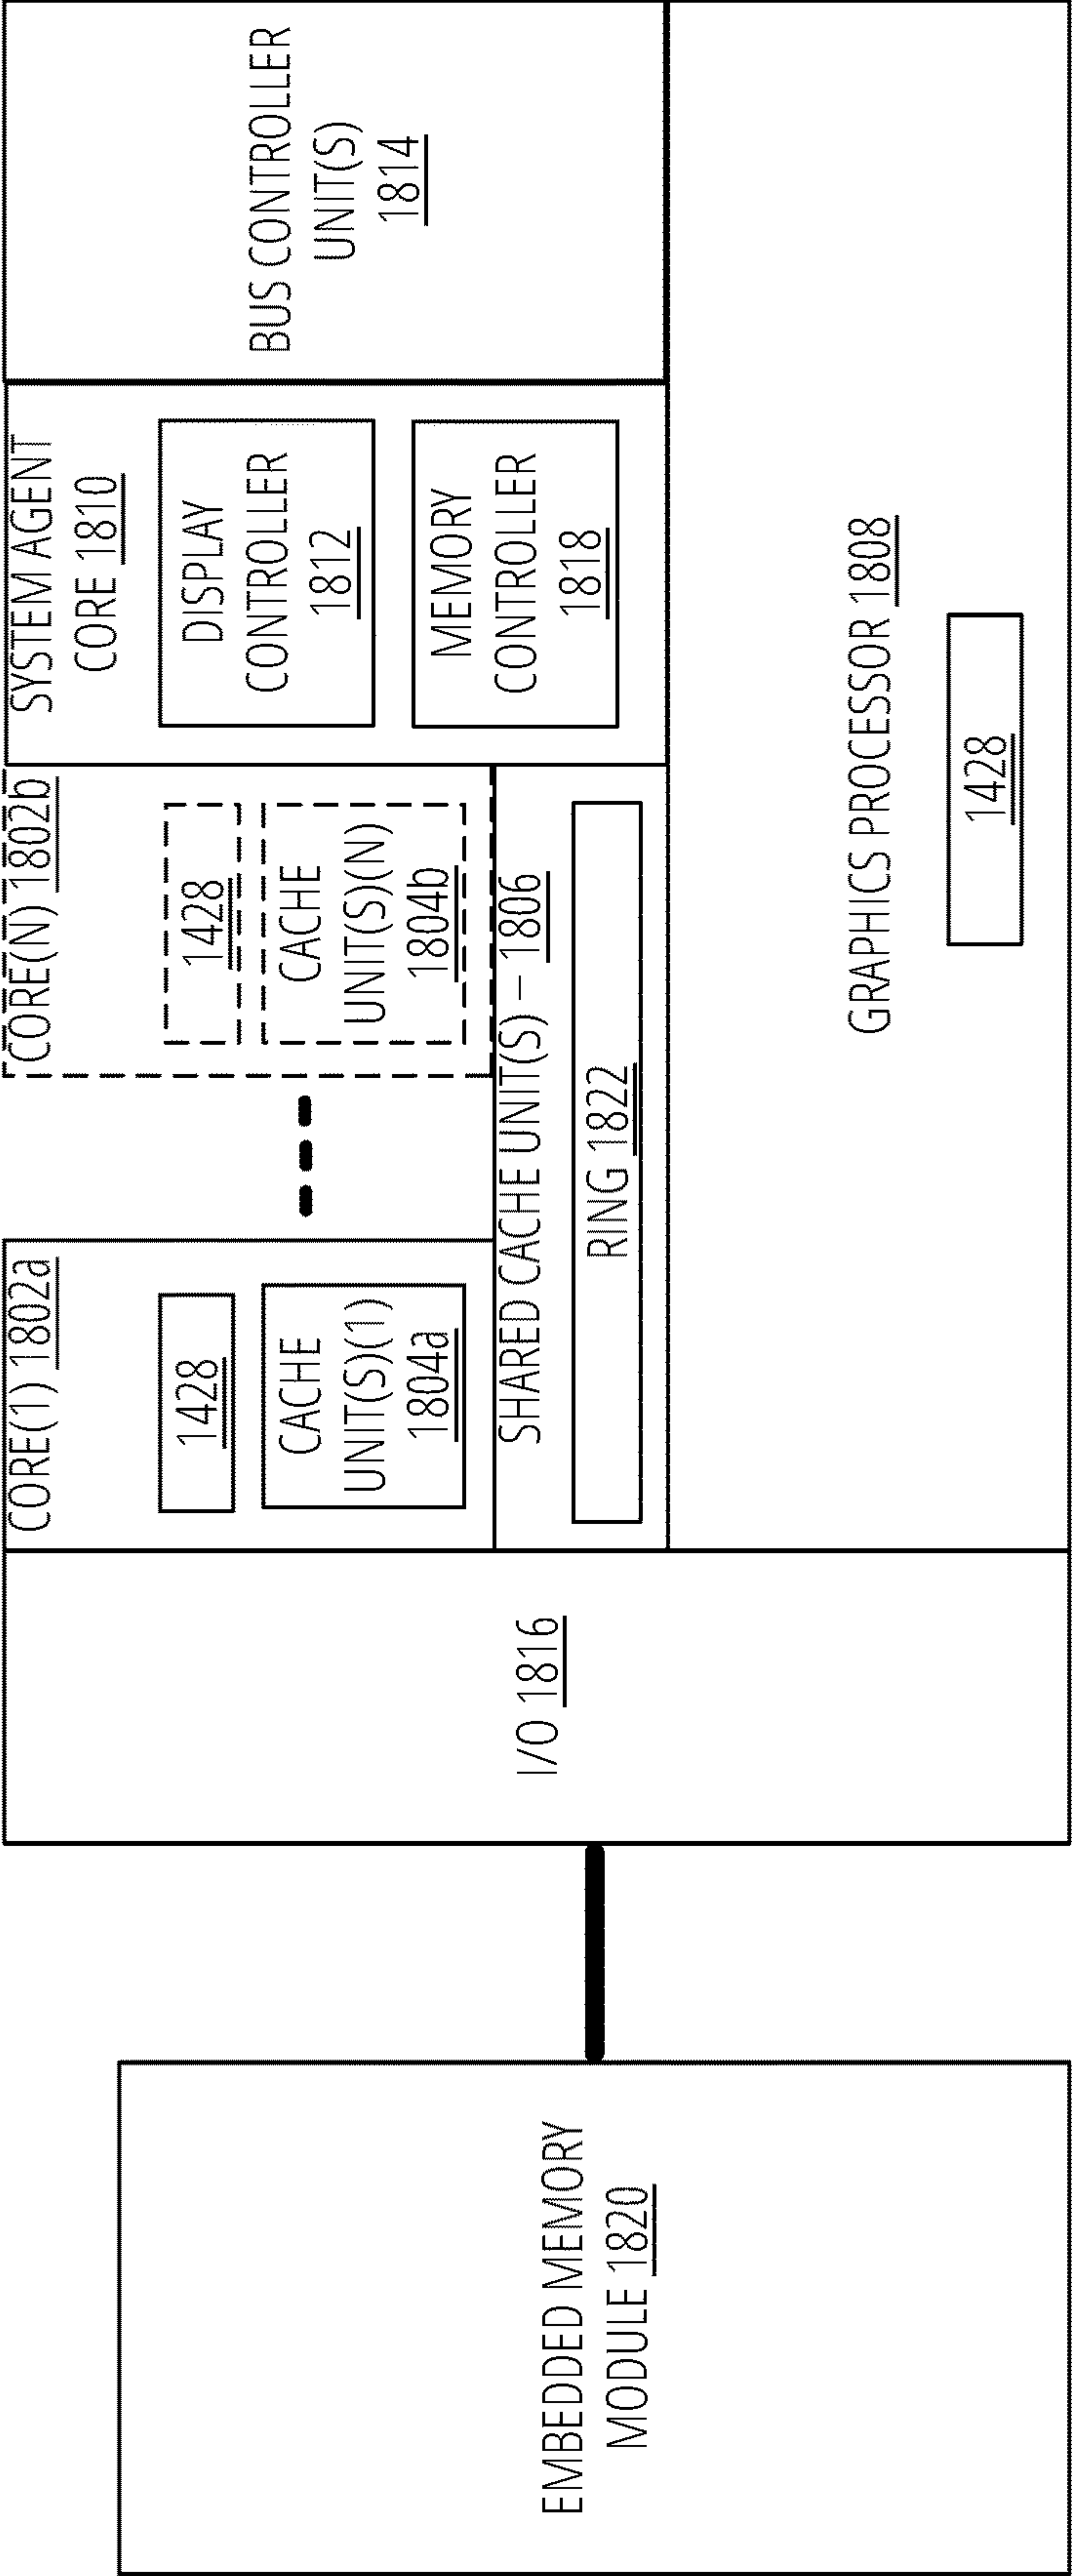 EMBEDDED MEMORY
MODULE 1820
I/O 1816
CORE(1) 1802a
1428
CACHE
UNIT(S)(1)
1804a
CORE(N) 1802b
1428
CACHE
UNIT(S)(N)
1804b
SHARED CACHE UNIT(S) – 1806
RING 1822
SYSTEM AGENT
CORE 1810
DISPLAY
CONTROLLER
1812
MEMORY
CONTROLLER
1818
BUS CONTROLLER
UNIT(S)
1814
GRAPHICS PROCESSOR 1808
1428